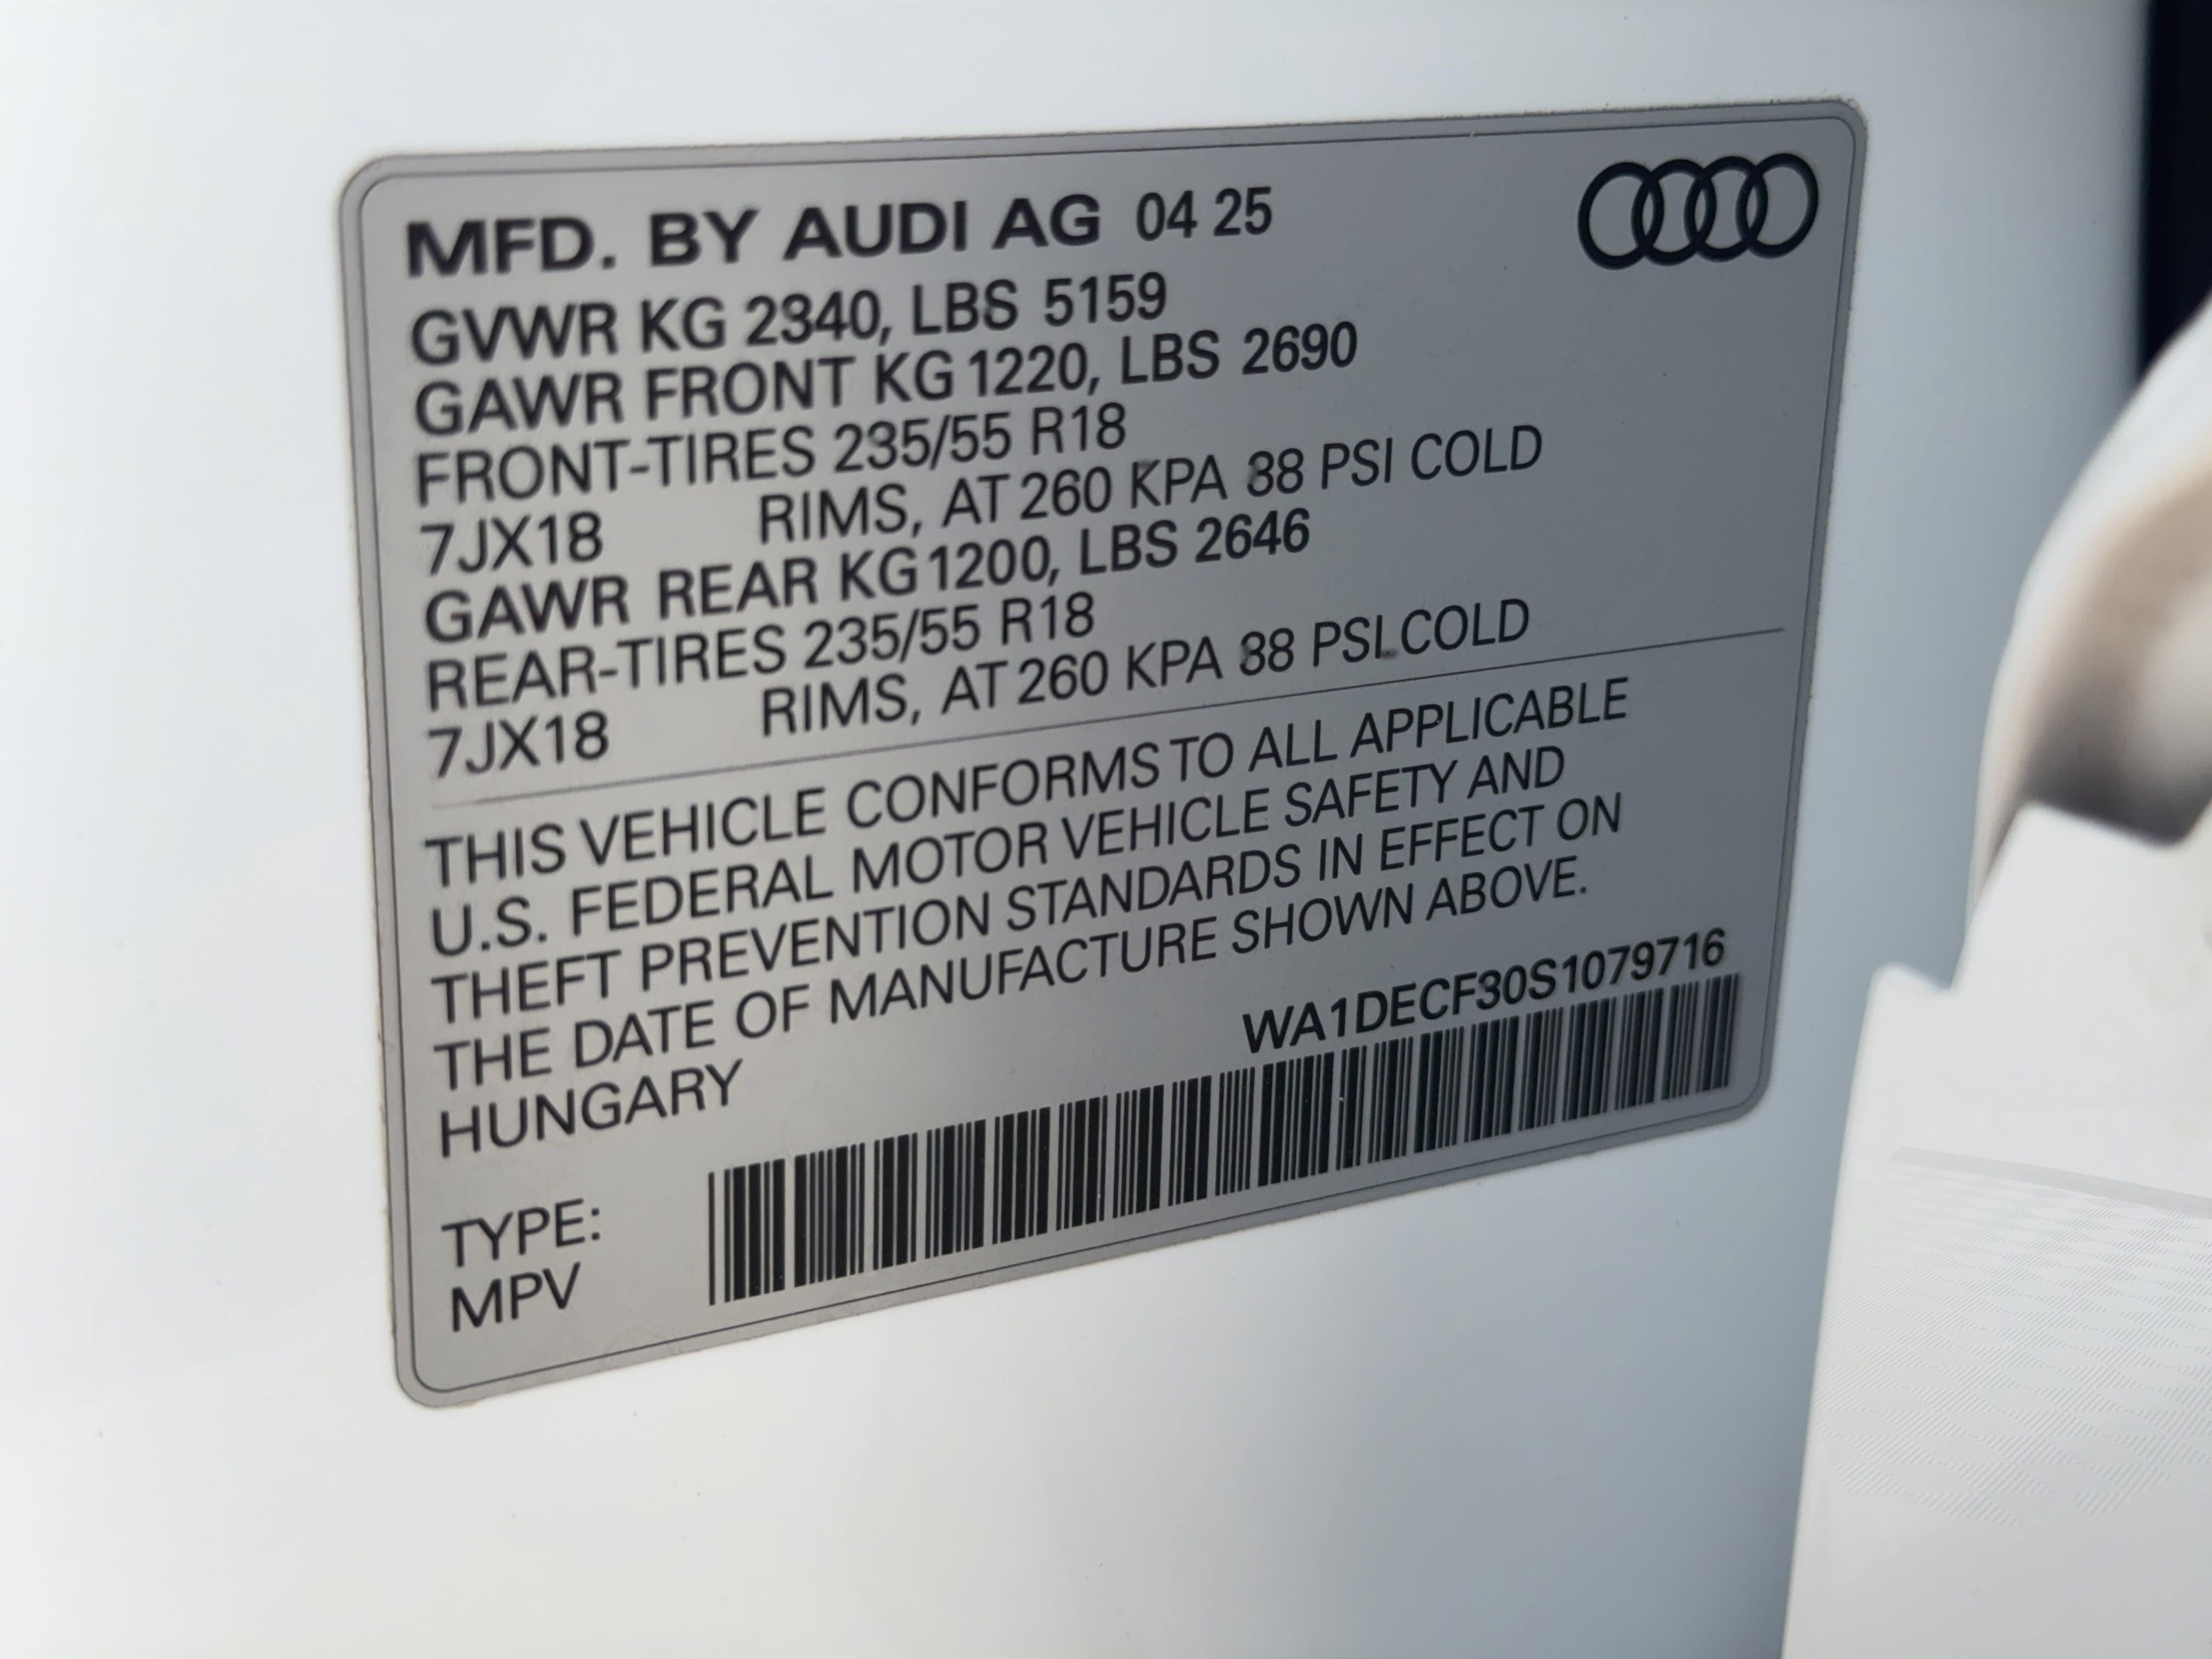 MFD. BY AUDI AG 04 25
GVWR KG 2340, LBS 5159
GAWR FRONT KG 1220, LBS 2690
FRONT-TIRES 235/55 R18
7JX18 RIMS, AT 260 KPA 38 PSI COLD
GAWR REAR KG 1200, LBS 2646
REAR-TIRES 235/55 R18
7JX18 RIMS, AT 260 KPA 38 PSI COLD
THIS VEHICLE CONFORMS TO ALL APPLICABLE
U.S. FEDERAL MOTOR VEHICLE SAFETY AND
THEFT PREVENTION STANDARDS IN EFFECT ON
THE DATE OF MANUFACTURE SHOWN ABOVE.
HUNGARY
WA1DECF30S1079716
TYPE:
MPV